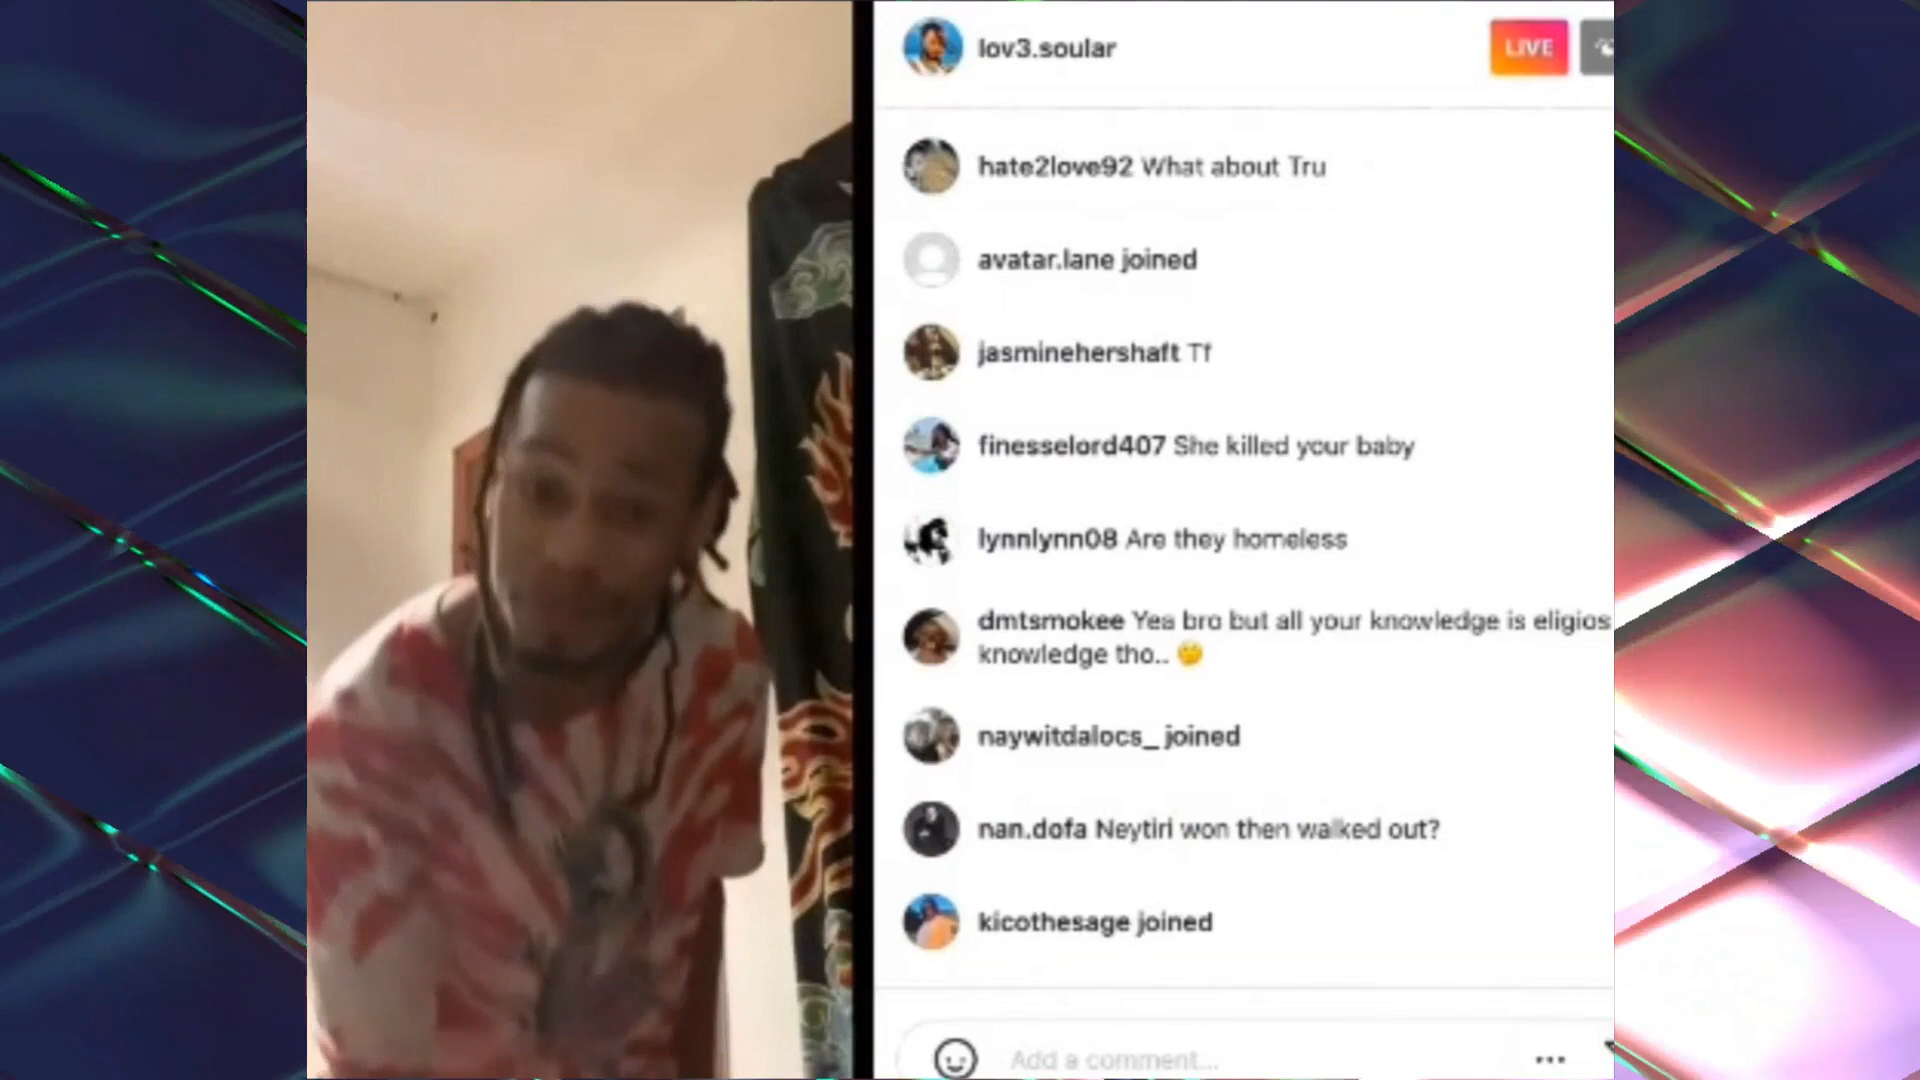 lov3.soular
LIVE
hate2love92 What about Tru
avatar.lane joined
jasminehershaft Tf
finesselord407 She killed your baby
lynnlynn08 Are they homeless
dmtsmokee Yea bro but all your knowledge is eligios
knowledge tho.. 🤔
naywitdalocs_ joined
nan.dofa Neytiri won then walked out?
kicothesage joined
Add a comment...